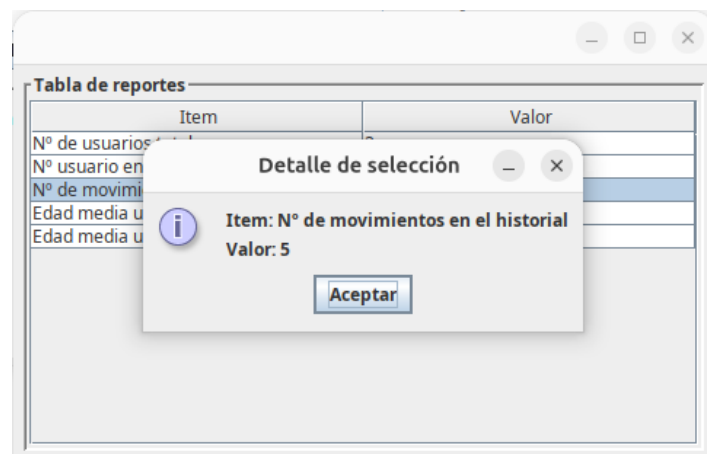 Tabla de reportes
Item Valor
Nº de usuarios
Nº usuario en
Nº de movimi
Edad media u
Edad media u
Detalle de selección
Item: Nº de movimientos en el historial
Valor: 5
Aceptar